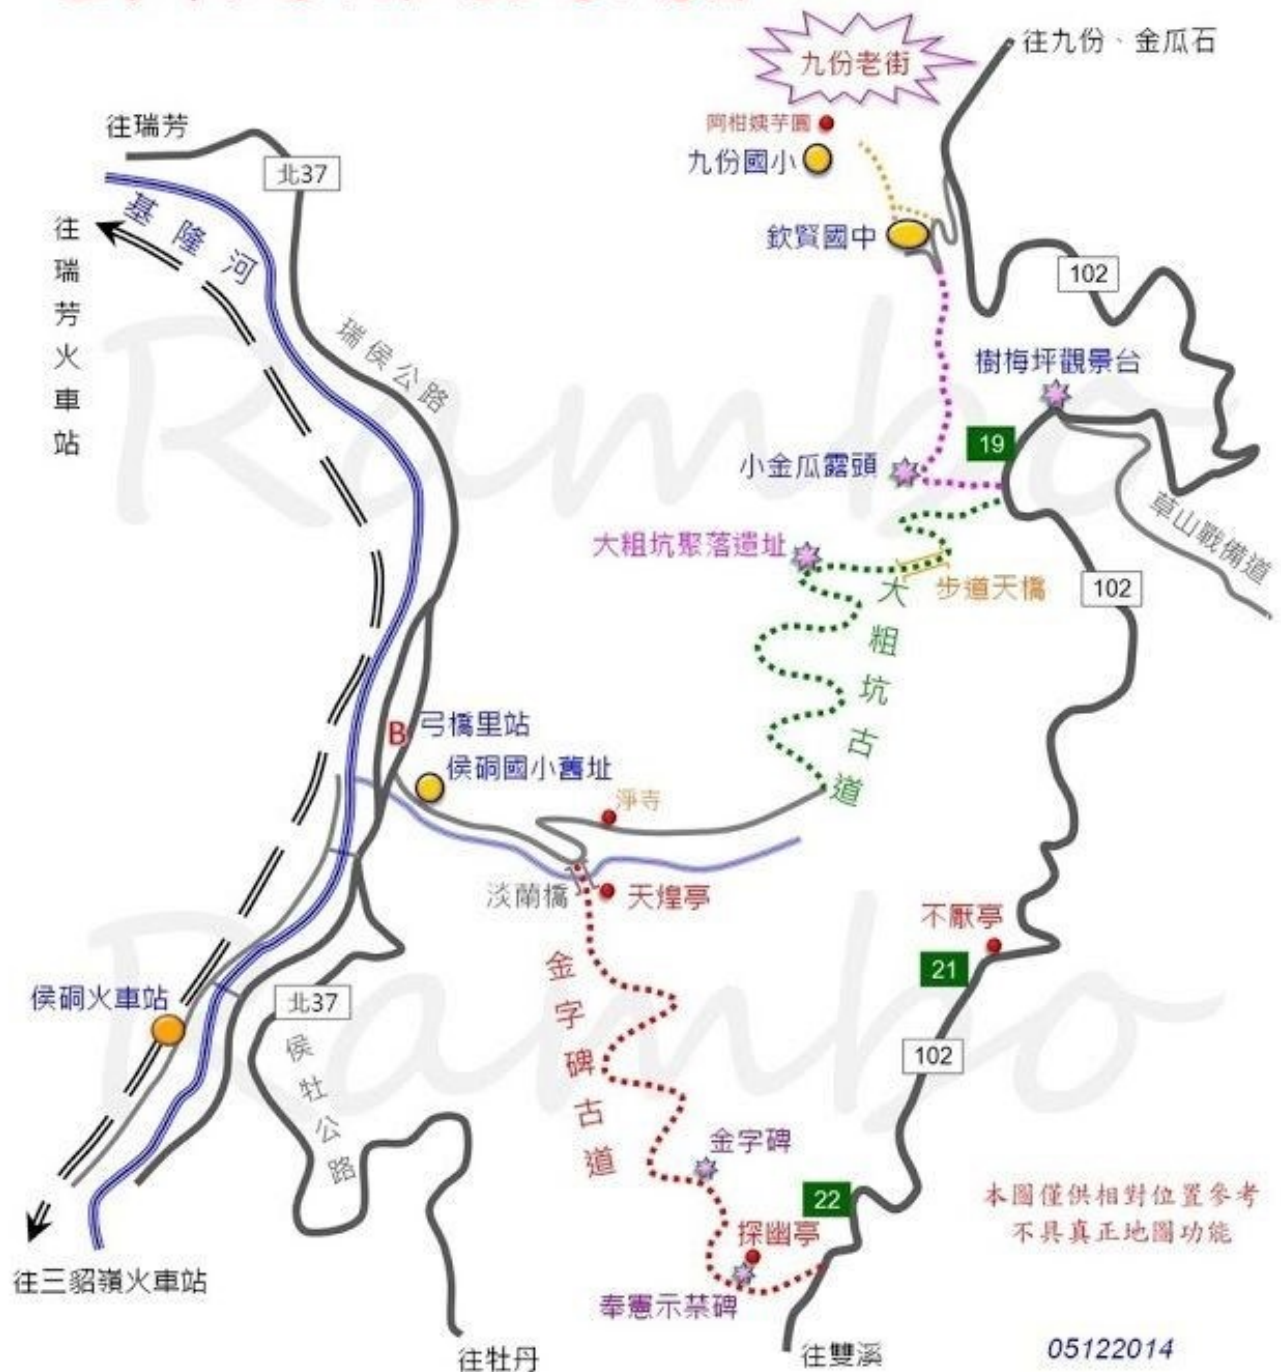 九份老街
往九份、金瓜石
阿柑姨芋圓
九份國小
往瑞芳
北37
基隆河
往瑞芳火車站
欽賢國中
102
瑞侯公路
樹梅坪觀景台
19
小金瓜露頭
草山戰備道
大粗坑聚落遺址
步道天橋
102
大粗坑古道
B
弓橋里站
侯硐國小舊址
淨寺
淡蘭橋
天煌亭
不厭亭
21
金字碑古道
侯硐火車站
北37
侯牡公路
102
金字碑
22
探幽亭
奉憲示禁碑
本圖僅供相對位置參考
不具真正地圖功能
往三貂嶺火車站
往牡丹
往雙溪
05122014
Rambo
Rambo